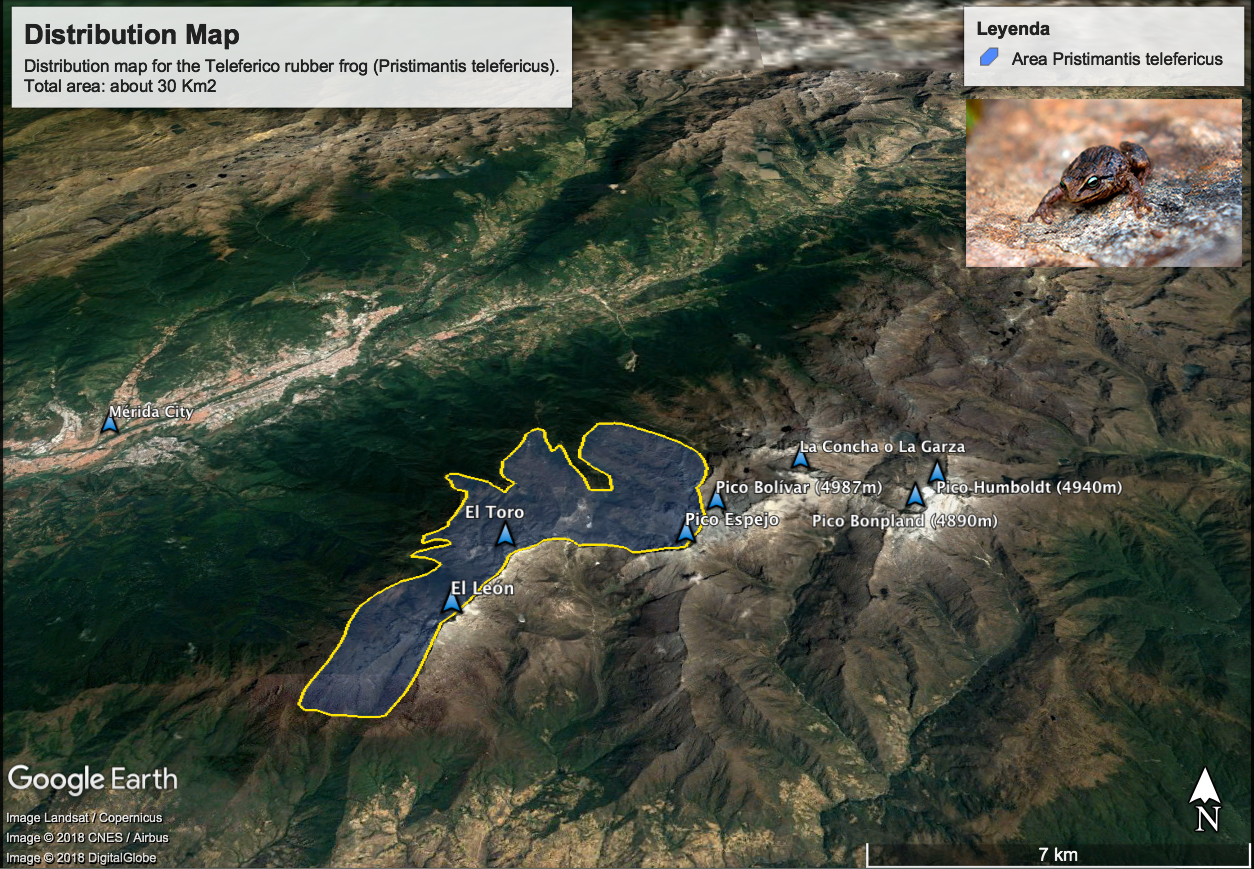 Distribution Map
Distribution map for the Teleferico rubber frog (Pristimantis telefericus).
Total area: about 30 Km2
Leyenda
Area Pristimantis telefericus
Mérida City
La Concha o La Garza
Pico Bolívar (4987m)
Pico Humboldt (4940m)
El Toro
Pico Espejo
Pico Bonpland (4890m)
El León
Google Earth
Image Landsat / Copernicus
Image © 2018 CNES / Airbus
Image © 2018 DigitalGlobe
N
7 km